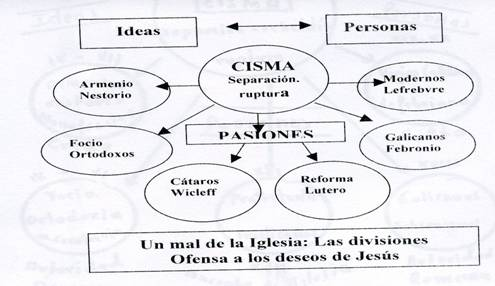 Ideas
Personas
CISMA
Separación.
ruptura
Armenio
Nestorio
Modernos
Lefrebvre
Focio
Ortodoxos
PASIONES
Galicanos
Febronio
Cátaros
Wicleff
Reforma
Lutero
Un mal de la Iglesia: Las divisiones
Ofensa a los deseos de Jesús